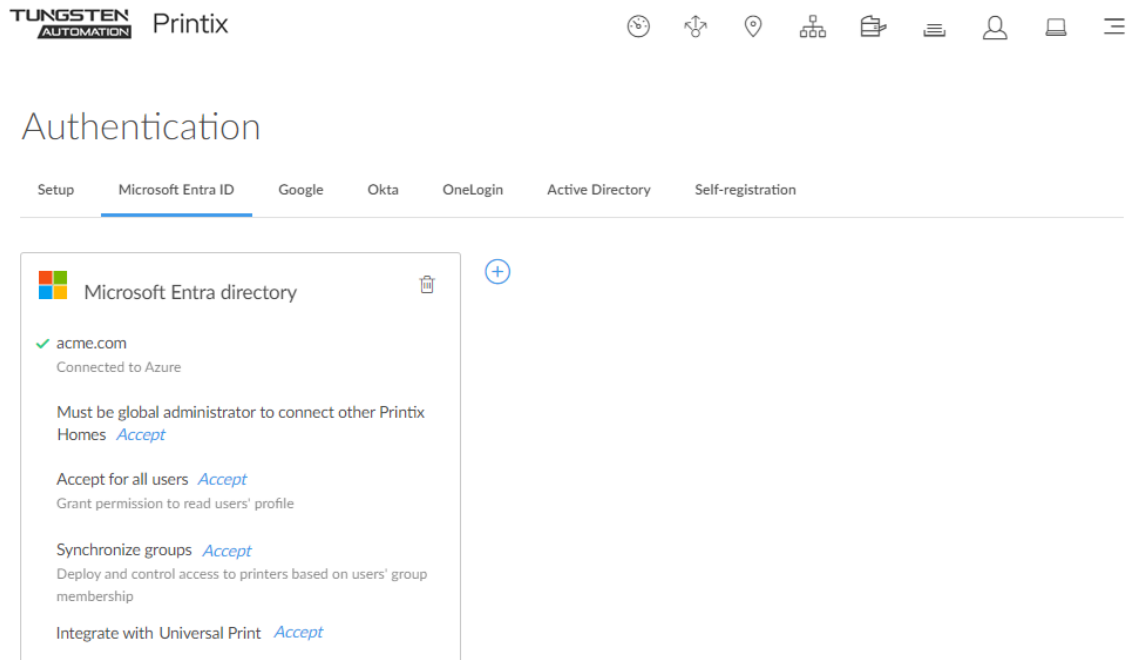 TUNGSTEN
AUTOMATION
Printix
Authentication
Setup Microsoft Entra ID Google Okta OneLogin Active Directory Self-registration
Microsoft Entra directory
acme.com
Connected to Azure
Must be global administrator to connect other Printix
Homes Accept
Accept for all users Accept
Grant permission to read users' profile
Synchronize groups Accept
Deploy and control access to printers based on users' group
membership
Integrate with Universal Print Accept